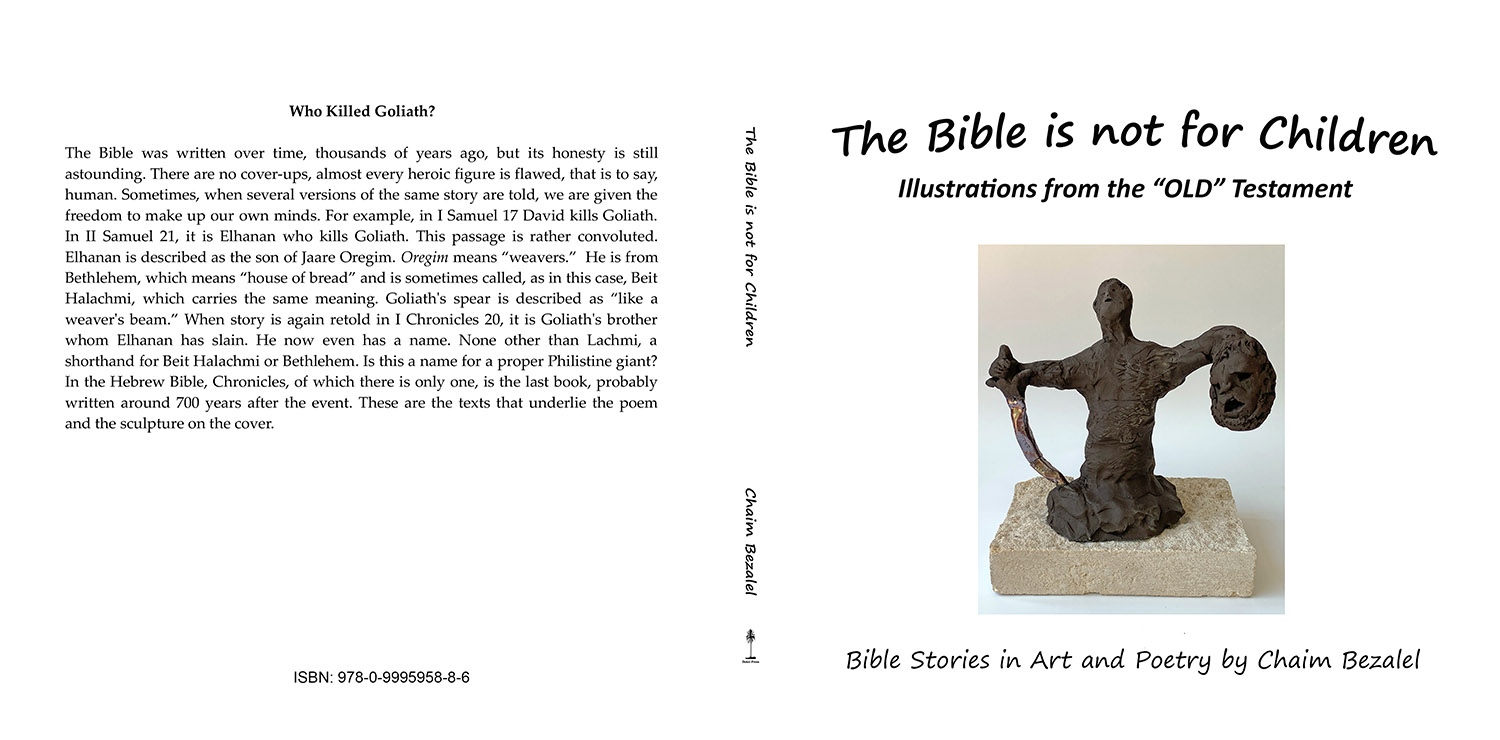 Who Killed Goliath?
The Bible was written over time, thousands of years ago, but its honesty is still
astounding. There are no cover-ups, almost every heroic figure is flawed, that is to say,
human. Sometimes, when several versions of the same story are told, we are given the
freedom to make up our own minds. For example, in I Samuel 17 David kills Goliath.
In II Samuel 21, it is Elhanan who kills Goliath. This passage is rather convoluted.
Elhanan is described as the son of Jaare Oregim. Oregim means “weavers.” He is from
Bethlehem, which means “house of bread” and is sometimes called, as in this case, Beit
Halachmi, which carries the same meaning. Goliath's spear is described as “like a
weaver's beam.” When story is again retold in I Chronicles 20, it is Goliath's brother
whom Elhanan has slain. He now even has a name. None other than Lachmi, a
shorthand for Beit Halachmi or Bethlehem. Is this a name for a proper Philistine giant?
In the Hebrew Bible, Chronicles, of which there is only one, is the last book, probably
written around 700 years after the event. These are the texts that underlie the poem
and the sculpture on the cover.
ISBN: 978-0-9995958-8-6
The Bible is not for Children
Chaim Bezalel
The Bible is not for Children
Illustrations from the “OLD” Testament
Bible Stories in Art and Poetry by Chaim Bezalel